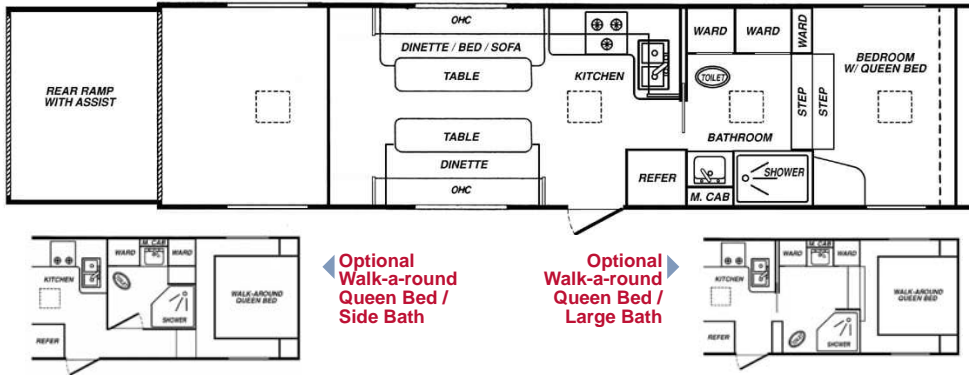 REAR RAMP
WITH ASSIST
OHC
DINETTE / BED / SOFA
TABLE
TABLE
DINETTE
OHC
KITCHEN
REFER
WARD
WARD
WARD
TOILET
BATHROOM
STEP
STEP
M. CAB
SHOWER
BEDROOM
W/ QUEEN BED
KITCHEN
REFER
WARD
M. CAB
WARD
SHOWER
WALK-AROUND
QUEEN BED
Optional
Walk-a-round
Queen Bed /
Side Bath
Optional
Walk-a-round
Queen Bed /
Large Bath
KITCHEN
REFER
WARD
M. CAB
WARD
SHOWER
WALK-AROUND
QUEEN BED